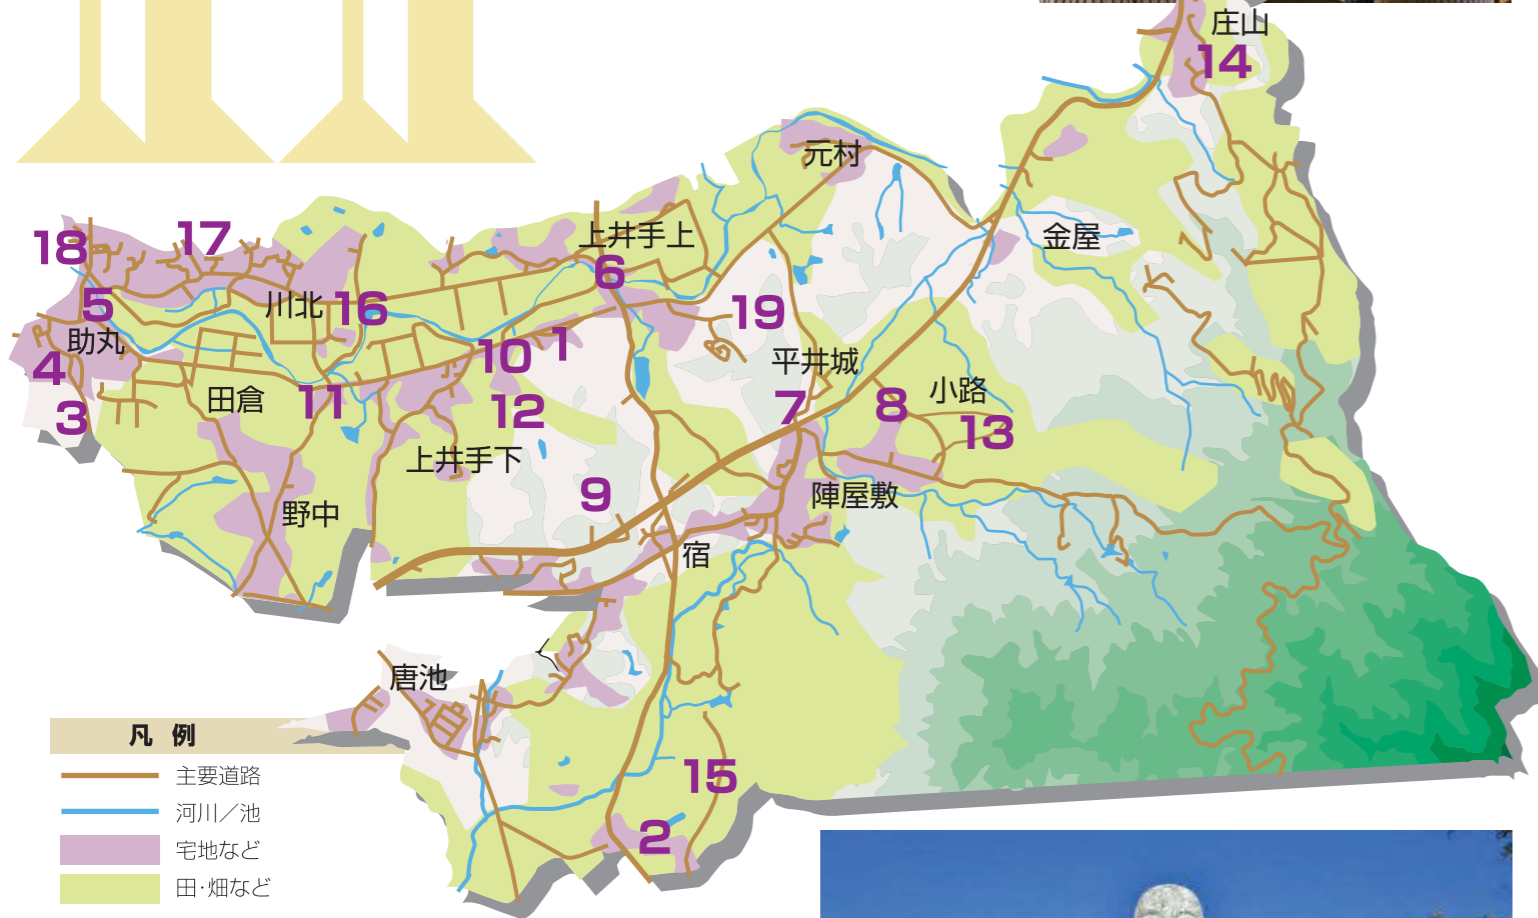 庄山
14
元村
18
17
上井手上
金屋
6
5
川北
16
19
助丸
10
1
平井城
4
田倉
11
12
7
8
小路
3
13
上井手下
9
陣屋敷
野中
宿
唐池
15
2
凡 例
主要道路
河川／池
宅地など
田・畑など